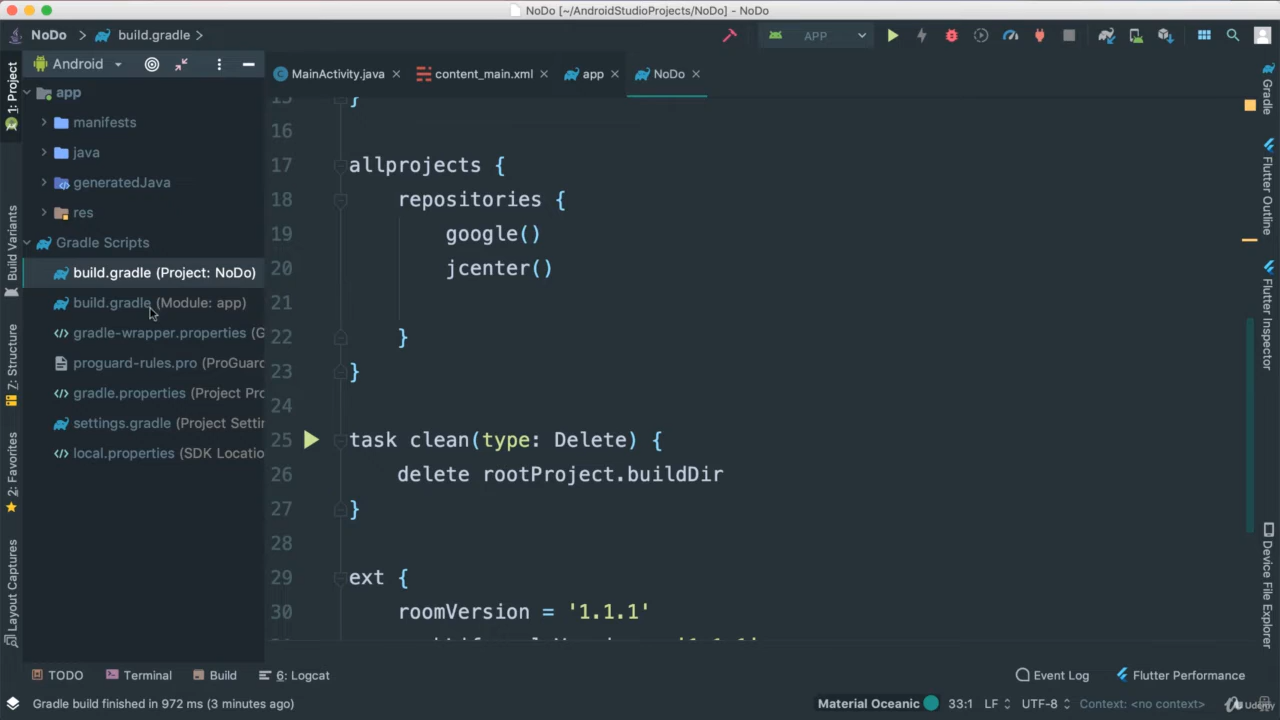 NoDo [~/AndroidStudioProjects/NoDo] - NoDo
NoDo
build.gradle
APP
Android
MainActivity.java
content_main.xml
app
NoDo
1: Project
Build Variants
7: Structure
2: Favorites
Layout Captures
app
manifests
java
generatedJava
res
Gradle Scripts
build.gradle (Project: NoDo)
build.gradle (Module: app)
gradle-wrapper.properties (G
proguard-rules.pro (ProGuard
gradle.properties (Project Pro
settings.gradle (Project Setti
local.properties (SDK Locatio
16
17 allprojects {
18 repositories {
19 google()
20 jcenter()
21
22 }
23 }
24
25 task clean(type: Delete) {
26 delete rootProject.buildDir
27 }
28
29 ext {
30 roomVersion = '1.1.1'
Gradle
Flutter Outline
Flutter Inspector
Device File Explorer
TODO
Terminal
Build
6: Logcat
Event Log
Flutter Performance
Gradle build finished in 972 ms (3 minutes ago)
Material Oceanic
33:1
LF
UTF-8
Context: <no context>
Udemy